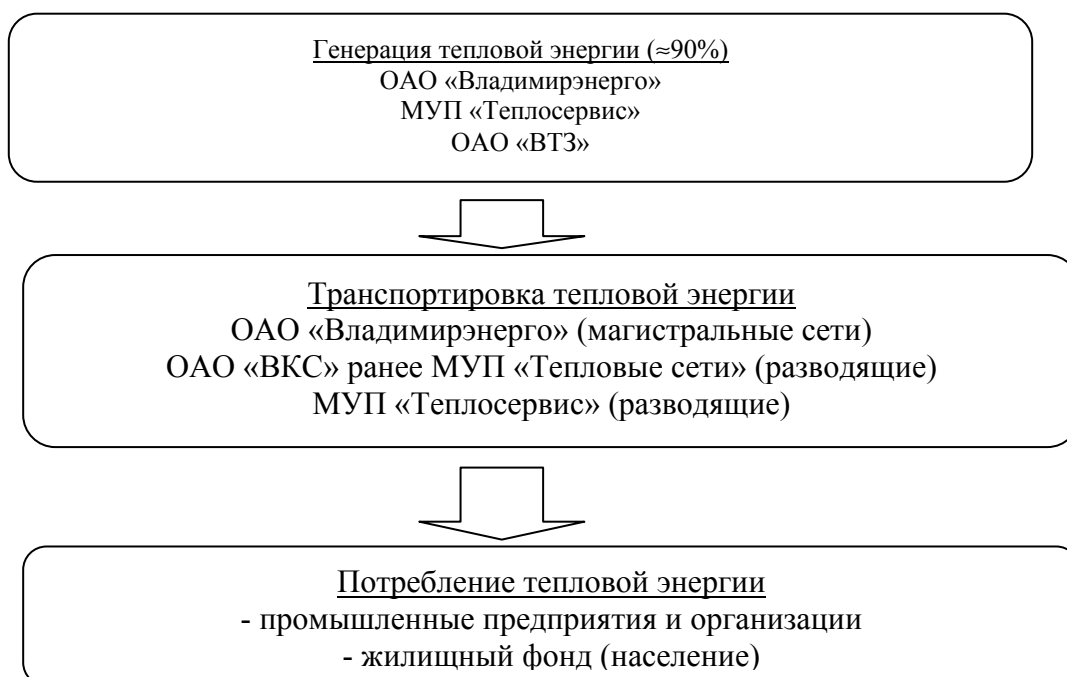 Генерация тепловой энергии (≈90%)
ОАО «Владимирэнерго»
МУП «Теплосервис»
ОАО «ВТЗ»
Транспортировка тепловой энергии
ОАО «Владимирэнерго» (магистральные сети)
ОАО «ВКС» ранее МУП «Тепловые сети» (разводящие)
МУП «Теплосервис» (разводящие)
Потребление тепловой энергии
- промышленные предприятия и организации
- жилищный фонд (население)